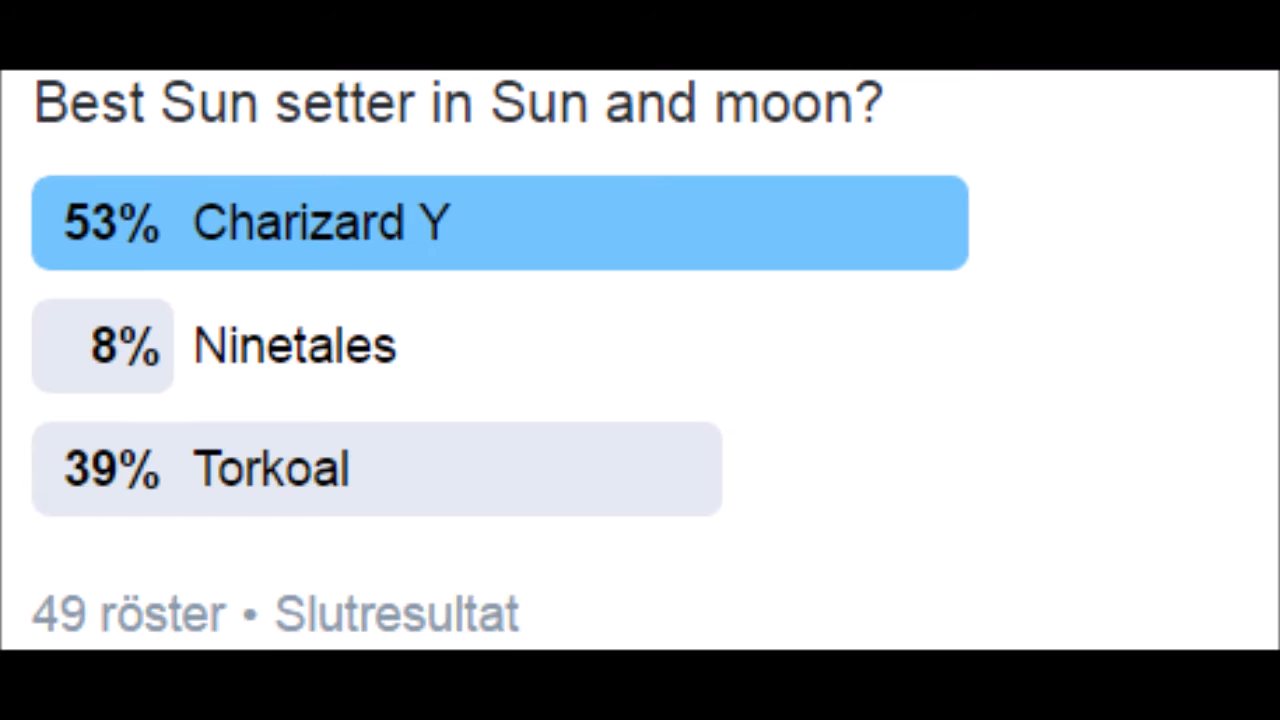 Best Sun setter in Sun and moon?
53% Charizard Y
8% Ninetales
39% Torkoal
49 röster • Slutresultat